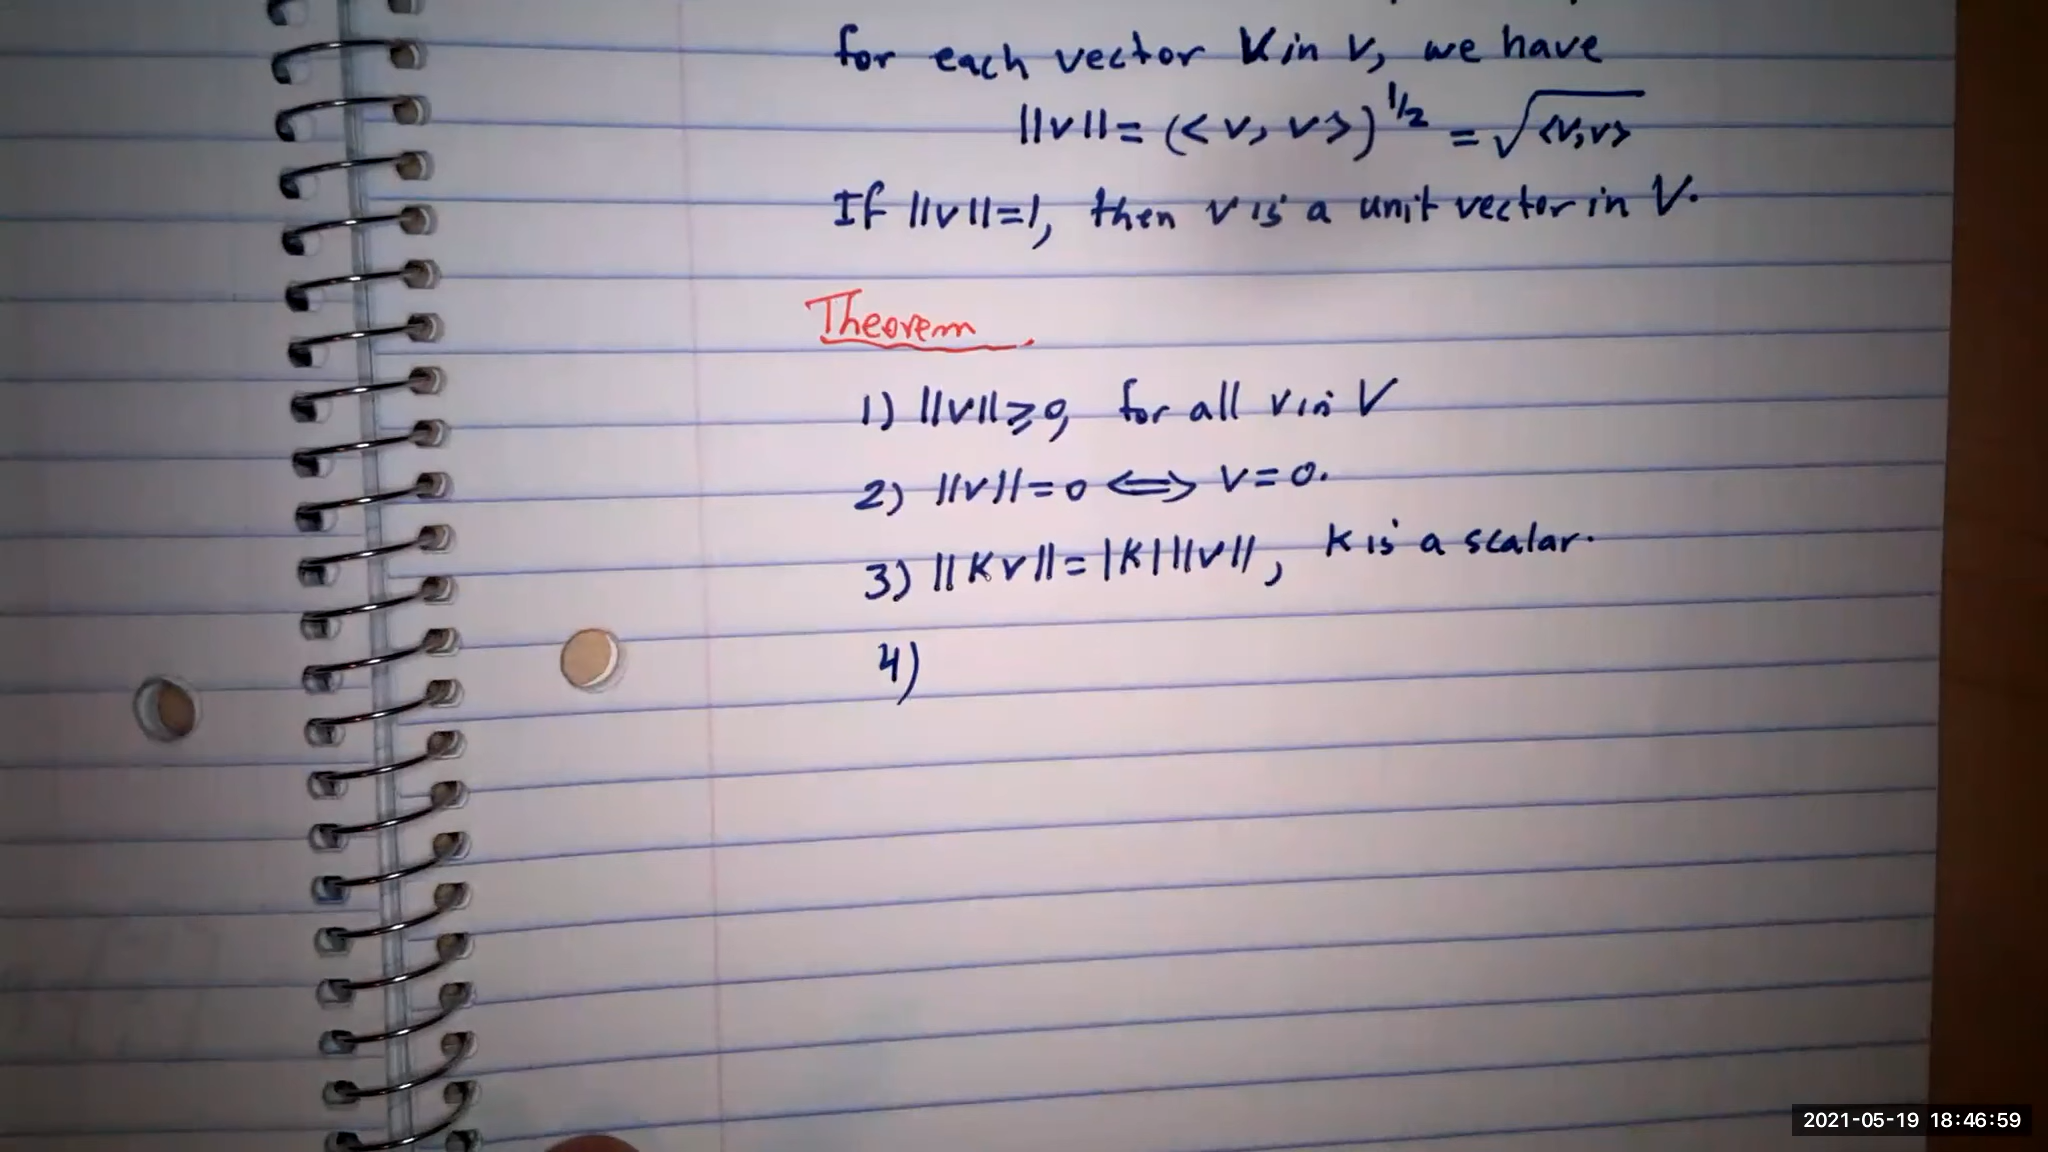 for each vector V in V, we have
||v|| = (<v, v>)^1/2 = √<v,v>
If ||v||=1, then v is a unit vector in V.
Theorem
1) ||v||≥0, for all v in V
2) ||v||=0 ⟺ v=0.
3) ||Kv||=|K|||v||, K is a scalar.
4)
2021-05-19 18:46:59